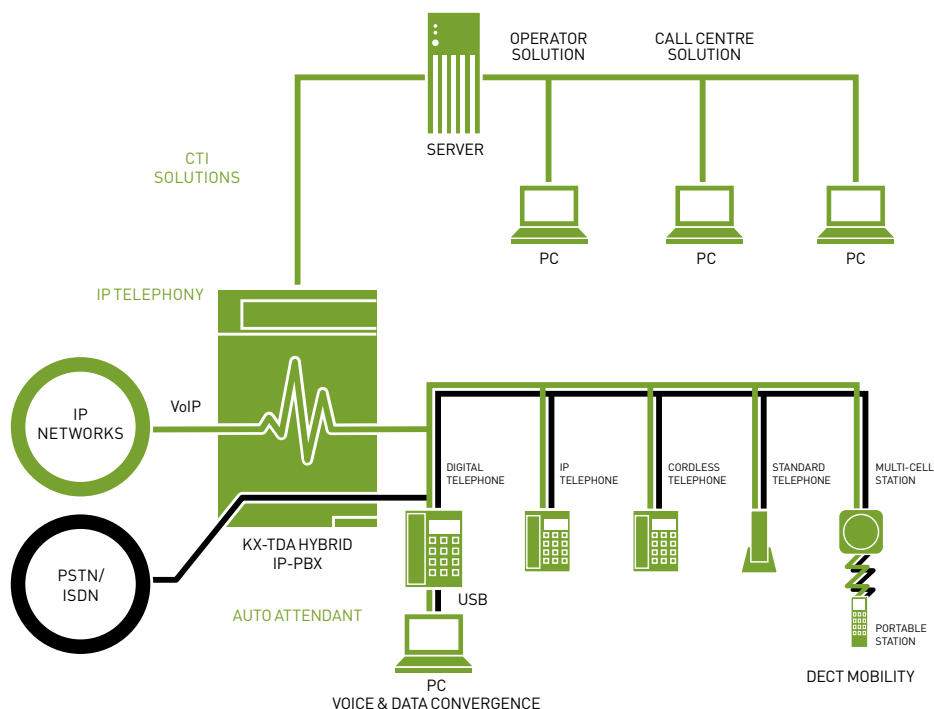 OPERATOR
SOLUTION
CALL CENTRE
SOLUTION
SERVER
CTI
SOLUTIONS
PC
PC
PC
IP TELEPHONY
IP
NETWORKS
VoIP
DIGITAL
TELEPHONE
IP
TELEPHONE
CORDLESS
TELEPHONE
STANDARD
TELEPHONE
MULTI-CELL
STATION
KX-TDA HYBRID
IP-PBX
PSTN/
ISDN
USB
AUTO ATTENDANT
PORTABLE
STATION
DECT MOBILITY
PC
VOICE & DATA CONVERGENCE